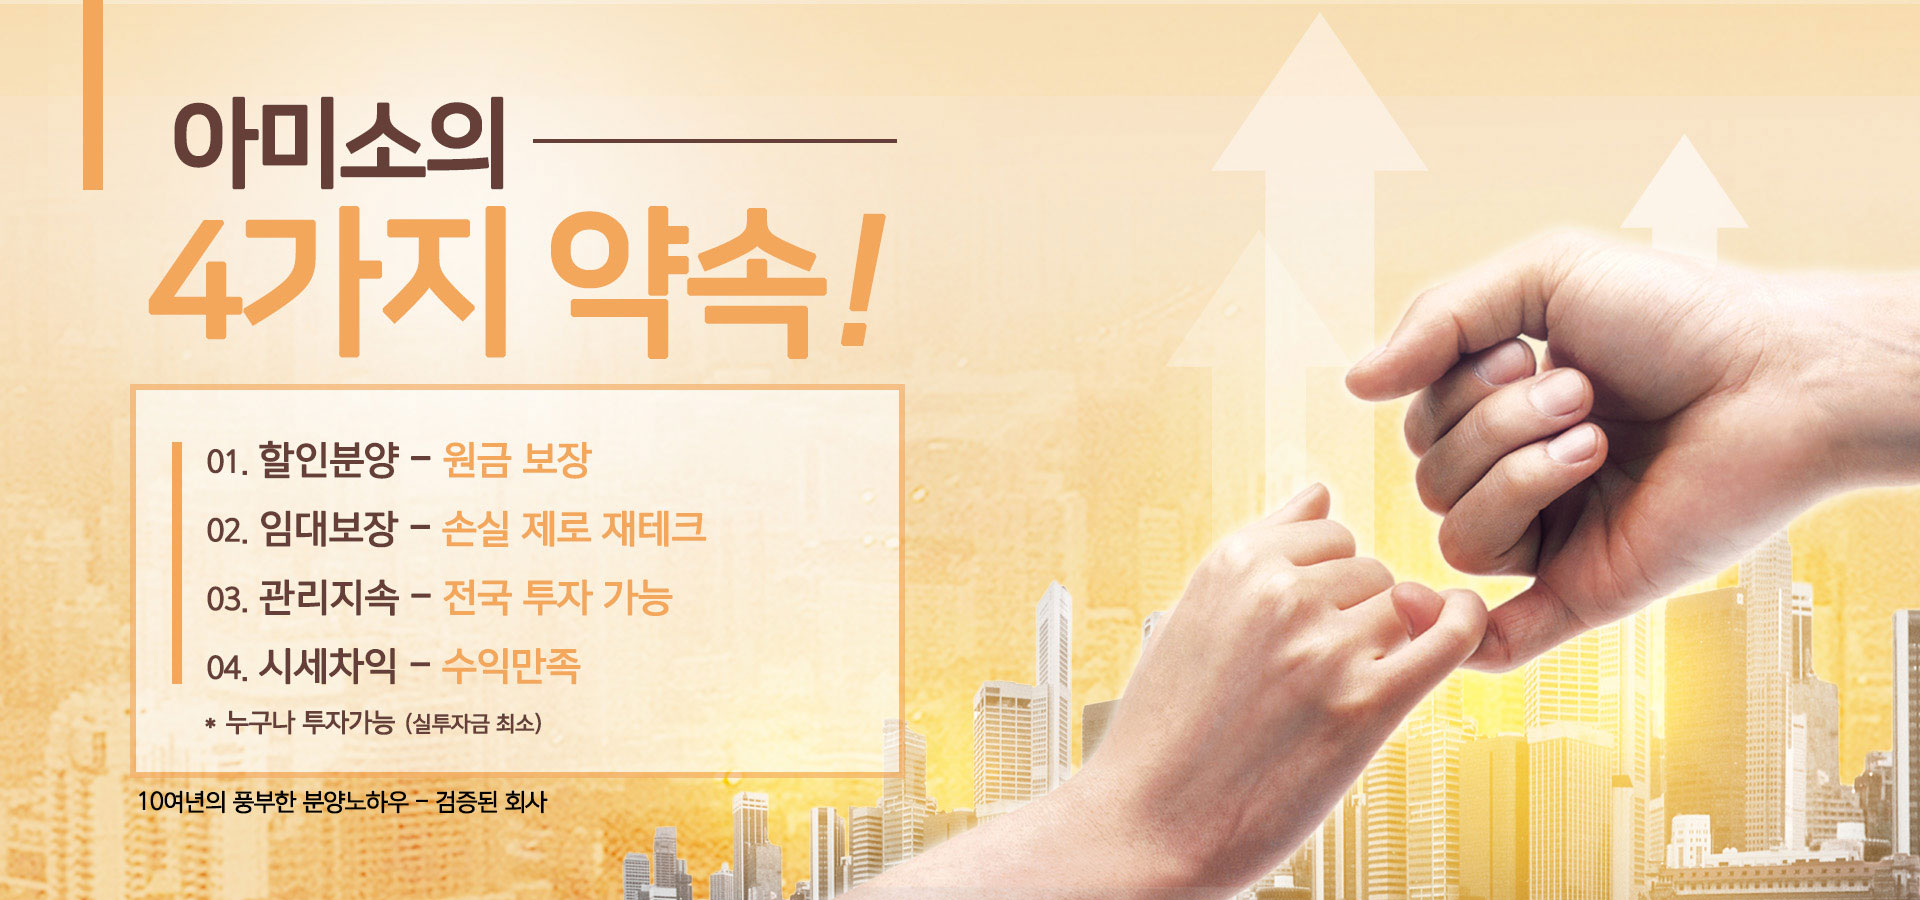 아미소의
4가지 약속!
01. 할인분양 - 원금 보장
02. 임대보장 - 손실 제로 재테크
03. 관리지속 - 전국 투자 가능
04. 시세차익 - 수익만족
* 누구나 투자가능 (실투자금 최소)
10여년의 풍부한 분양노하우 - 검증된 회사